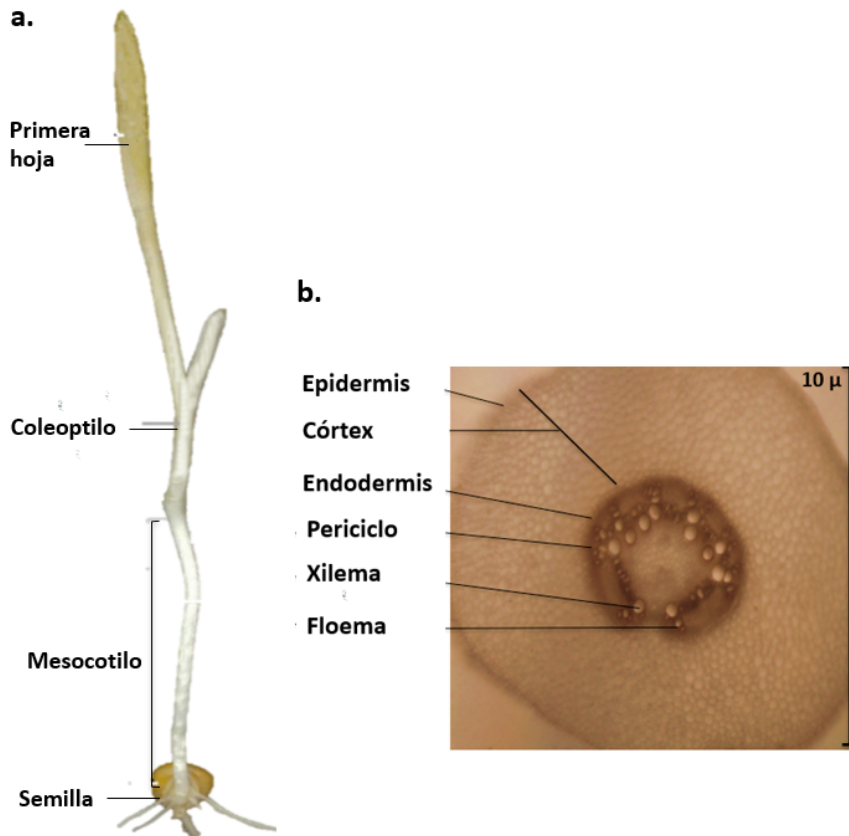 a.
Primera
hoja
Coleoptilo
Mesocotilo
Semilla
b.
10 μ
Epidermis
Córtex
Endodermis
Periciclo
Xilema
Floema